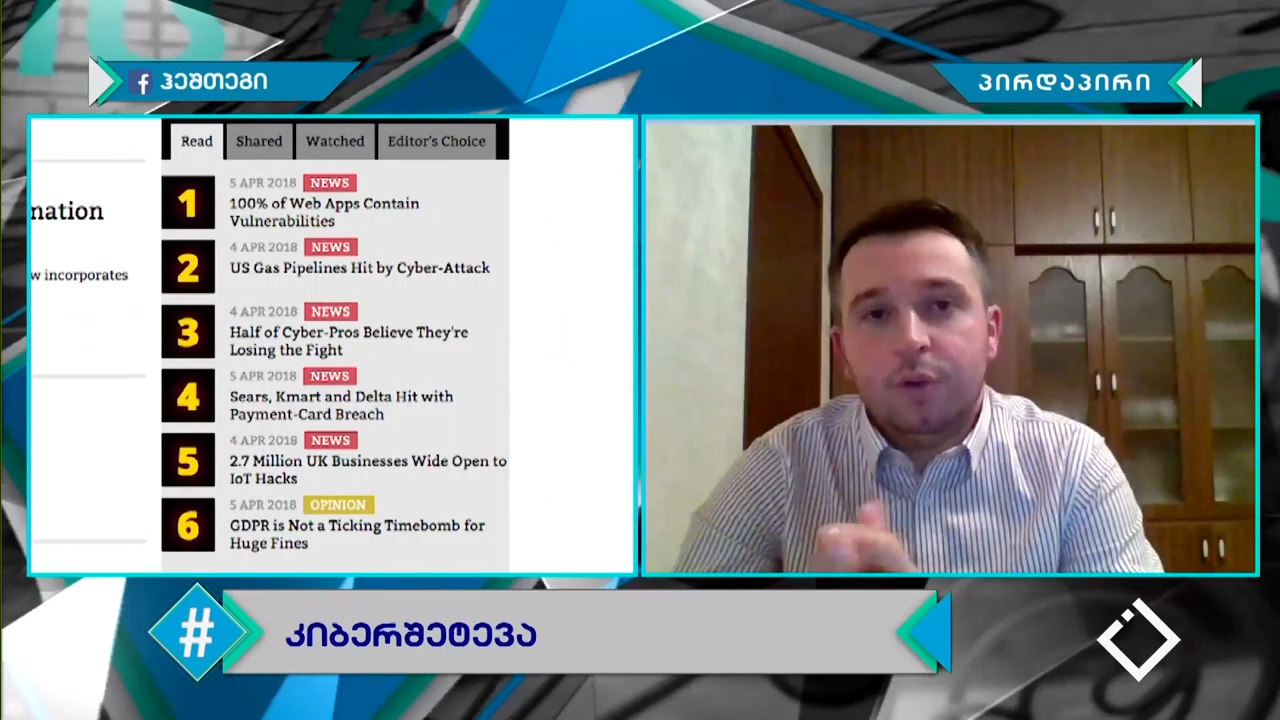 ჰეშთეგი
პირდაპირი
Read
Shared
Watched
Editor's Choice
mation
w incorporates
1
5 APR 2018 NEWS
100% of Web Apps Contain
Vulnerabilities
2
4 APR 2018 NEWS
US Gas Pipelines Hit by Cyber-Attack
3
4 APR 2018 NEWS
Half of Cyber-Pros Believe They're
Losing the Fight
4
5 APR 2018 NEWS
Sears, Kmart and Delta Hit with
Payment-Card Breach
5
4 APR 2018 NEWS
2.7 Million UK Businesses Wide Open to
IoT Hacks
6
5 APR 2018 OPINION
GDPR is Not a Ticking Timebomb for
Huge Fines
# კიბერშეტევა